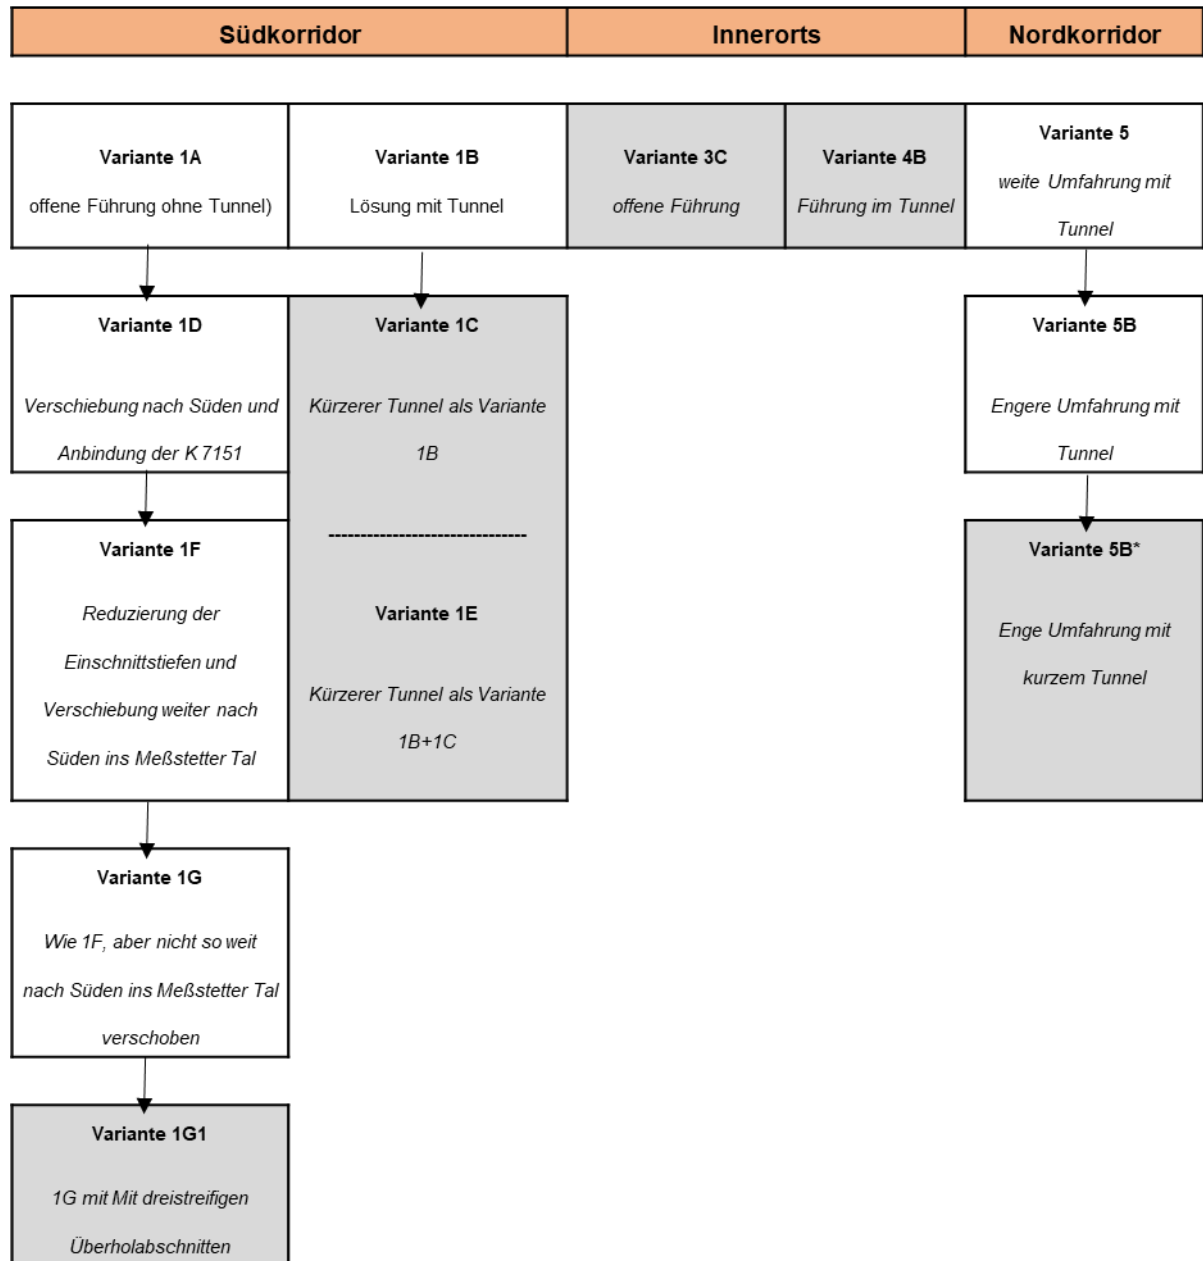 Südkorridor
Innerorts
Nordkorridor
Variante 1A
offene Führung ohne Tunnel)
Variante 1B
Lösung mit Tunnel
Variante 3C
offene Führung
Variante 4B
Führung im Tunnel
Variante 5
weite Umfahrung mit
Tunnel
Variante 1D
Verschiebung nach Süden und
Anbindung der K 7151
Variante 1C
Kürzerer Tunnel als Variante
1B
Variante 5B
Engere Umfahrung mit
Tunnel
Variante 1F
Reduzierung der
Einschnittstiefen und
Verschiebung weiter nach
Süden ins Meßstetter Tal
-------------------------------
Variante 1E
Kürzerer Tunnel als Variante
1B+1C
Variante 5B*
Enge Umfahrung mit
kurzem Tunnel
Variante 1G
Wie 1F, aber nicht so weit
nach Süden ins Meßstetter Tal
verschoben
Variante 1G1
1G mit Mit dreistreifigen
Überholabschnitten